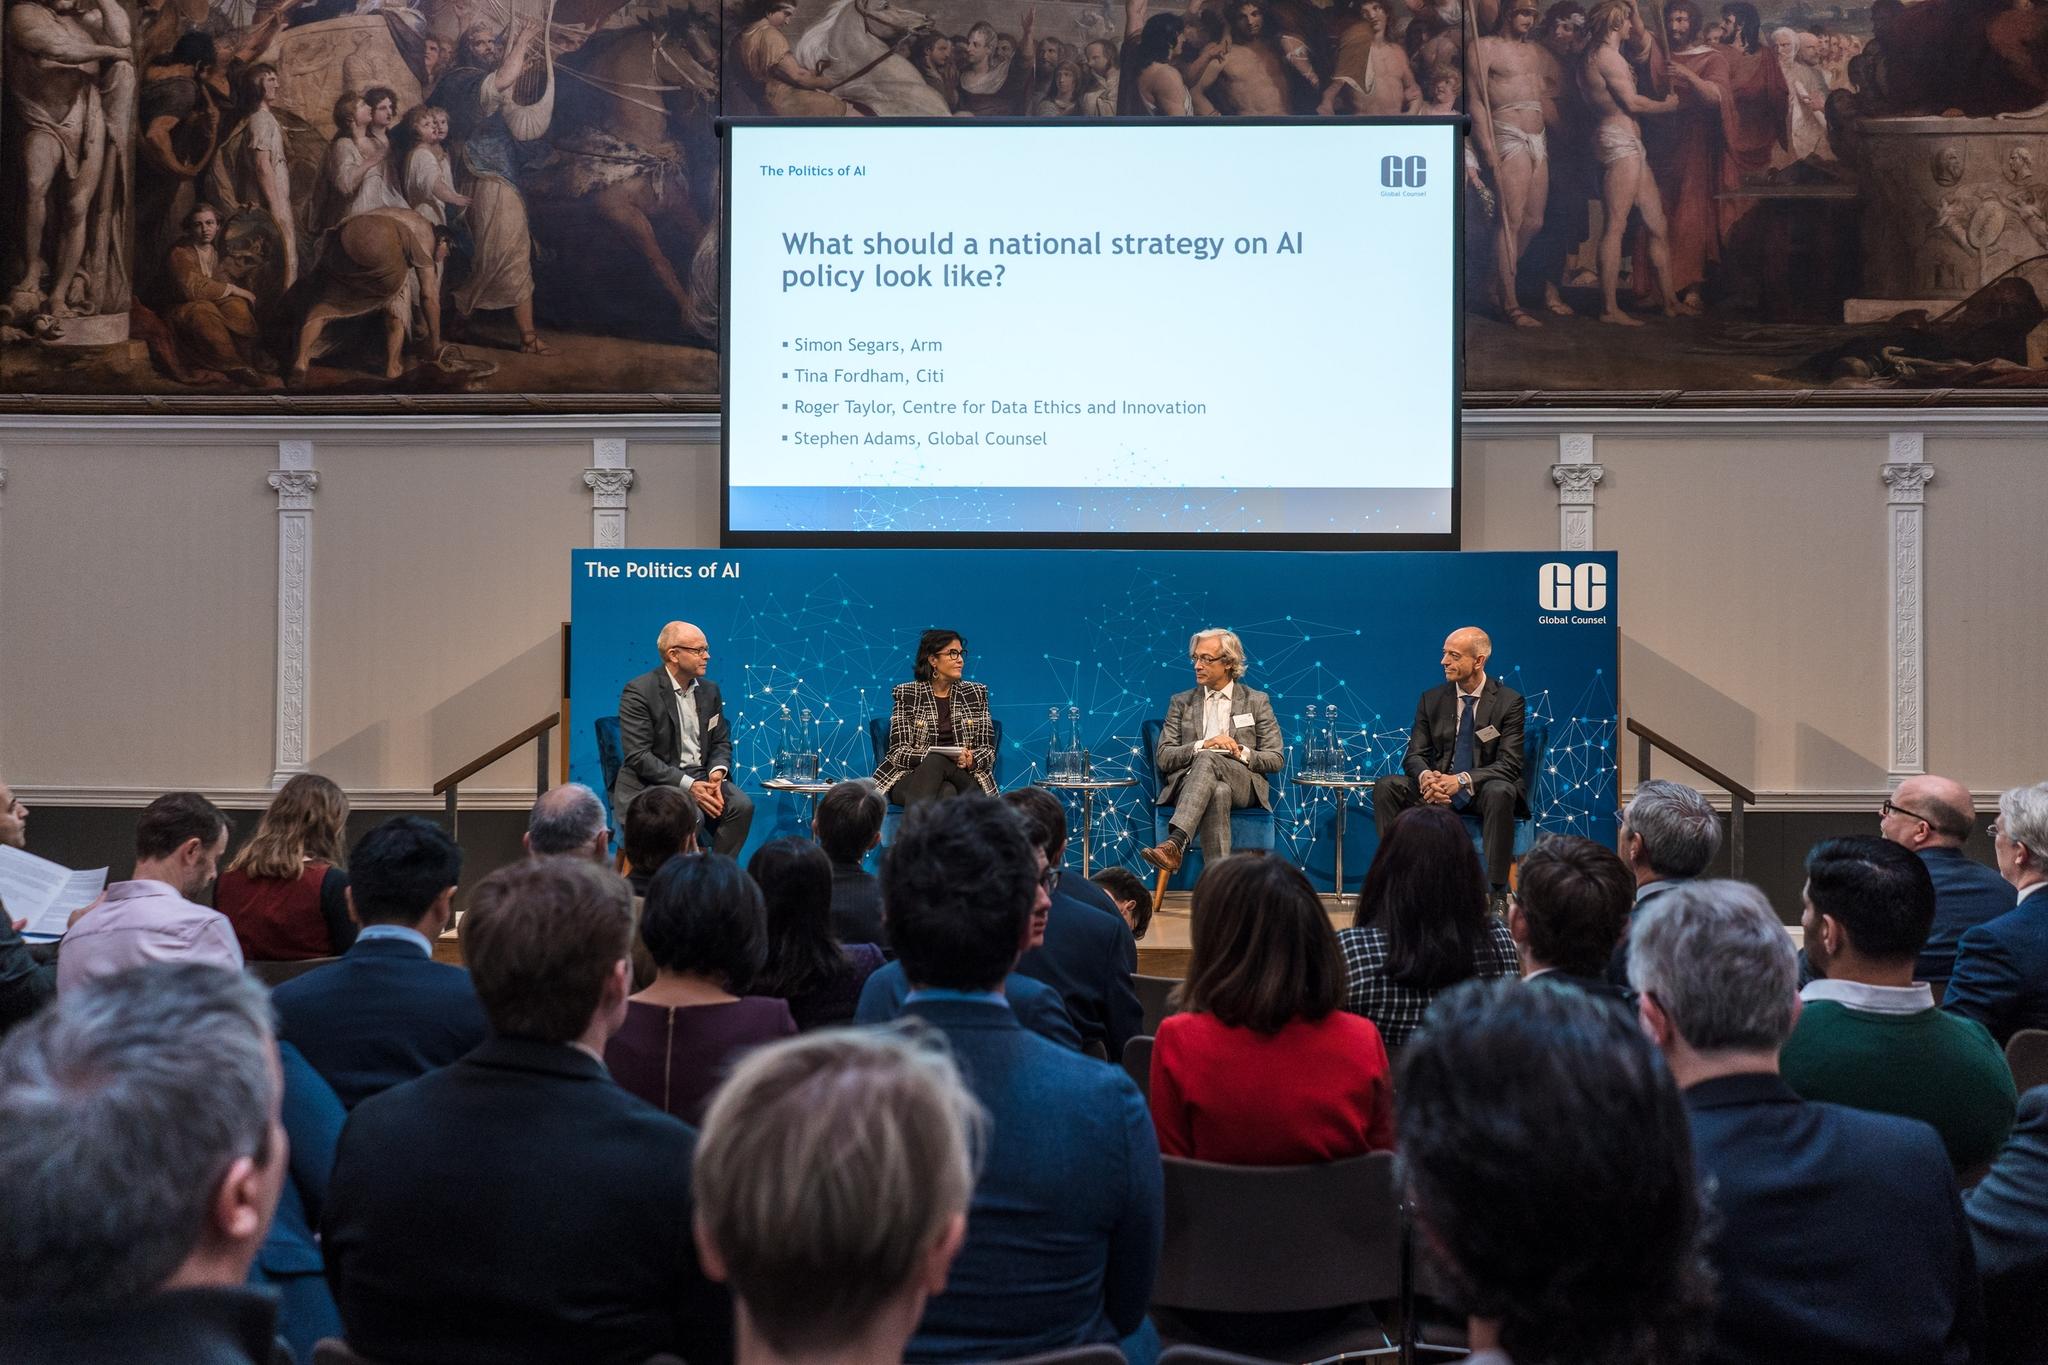 The Politics of AI
GC
Global Counsel
What should a national strategy on AI
policy look like?
▪ Simon Segars, Arm
▪ Tina Fordham, Citi
▪ Roger Taylor, Centre for Data Ethics and Innovation
▪ Stephen Adams, Global Counsel
The Politics of AI
GC
Global Counsel